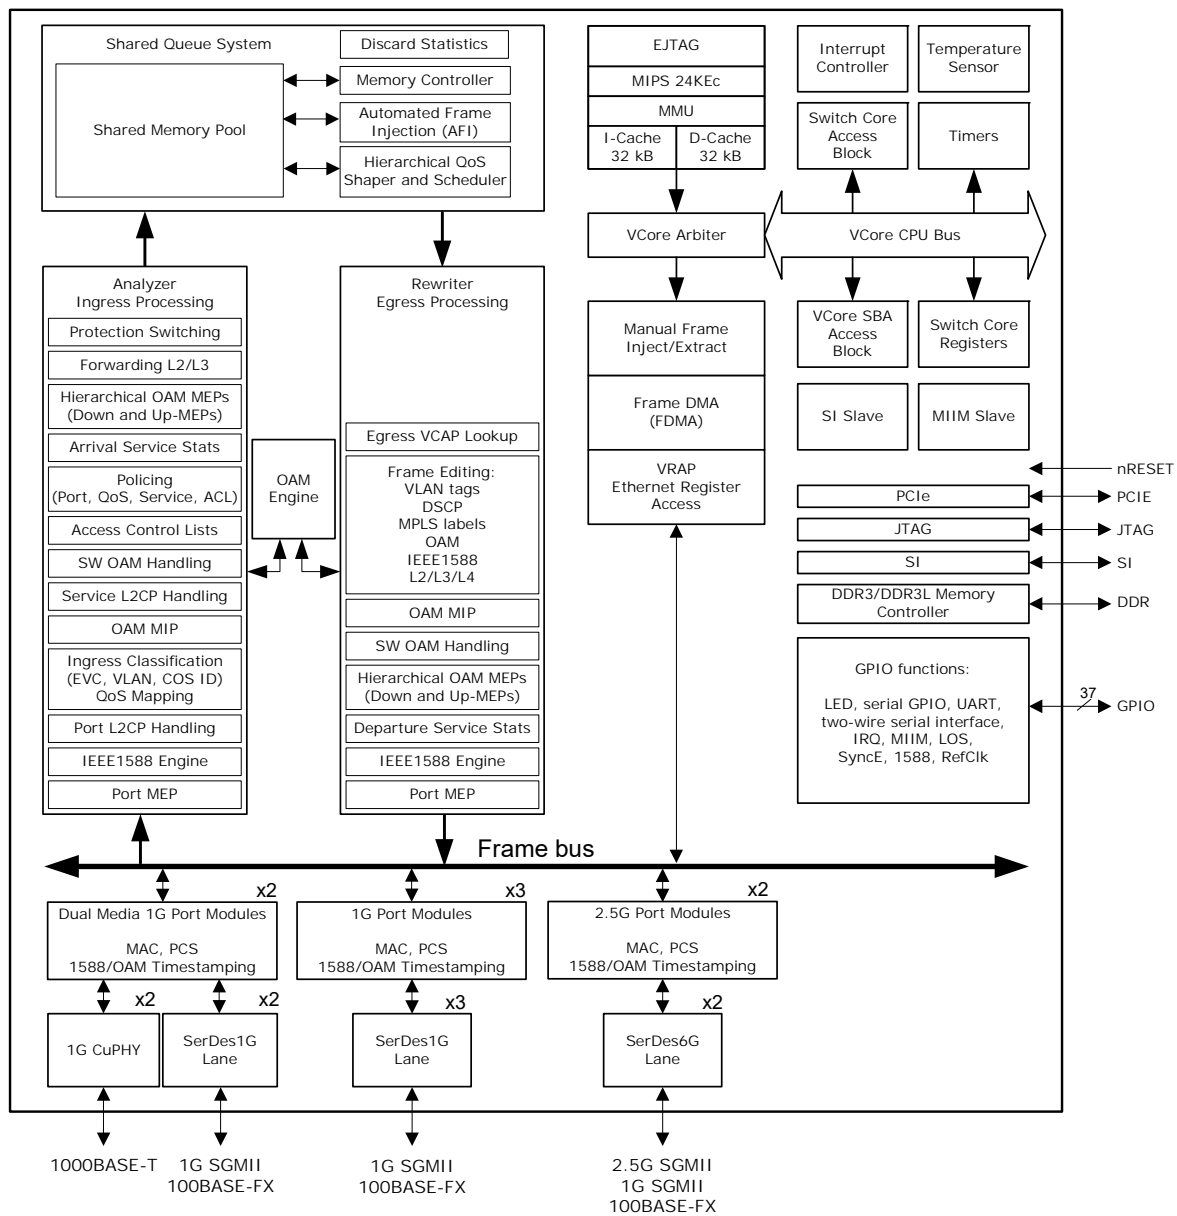 Shared Queue System
Discard Statistics
Shared Memory Pool
Memory Controller
Automated Frame
Injection (AFI)
Hierarchical QoS
Shaper and Scheduler
EJTAG
MIPS 24KEc
MMU
I-Cache
32 kB
D-Cache
32 kB
Interrupt
Controller
Temperature
Sensor
Switch Core
Access
Block
Timers
VCore Arbiter
VCore CPU Bus
Analyzer
Ingress Processing
Protection Switching
Forwarding L2/L3
Hierarchical OAM MEPs
(Down and Up-MEPs)
Arrival Service Stats
Policing
(Port, QoS, Service, ACL)
Access Control Lists
SW OAM Handling
Service L2CP Handling
OAM MIP
Ingress Classification
(EVC, VLAN, COS ID)
QoS Mapping
Port L2CP Handling
IEEE1588 Engine
Port MEP
OAM
Engine
Rewriter
Egress Processing
Egress VCAP Lookup
Frame Editing:
VLAN tags
DSCP
MPLS labels
OAM
IEEE1588
L2/L3/L4
OAM MIP
SW OAM Handling
Hierarchical OAM MEPs
(Down and Up-MEPs)
Departure Service Stats
IEEE1588 Engine
Port MEP
Manual Frame
Inject/Extract
Frame DMA
(FDMA)
VRAP
Ethernet Register
Access
VCore SBA
Access
Block
Switch Core
Registers
SI Slave
MIIM Slave
nRESET
PCIe
PCIE
JTAG
JTAG
SI
SI
DDR3/DDR3L Memory
Controller
DDR
GPIO functions:
LED, serial GPIO, UART,
two-wire serial interface,
IRQ, MIIM, LOS,
SyncE, 1588, RefClk
37
GPIO
Frame bus
x2
Dual Media 1G Port Modules
MAC, PCS
1588/OAM Timestamping
x3
1G Port Modules
MAC, PCS
1588/OAM Timestamping
x2
2.5G Port Modules
MAC, PCS
1588/OAM Timestamping
x2
1G CuPHY
x2
SerDes1G
Lane
x3
SerDes1G
Lane
x2
SerDes6G
Lane
1000BASE-T
1G SGMII
100BASE-FX
1G SGMII
100BASE-FX
2.5G SGMII
1G SGMII
100BASE-FX